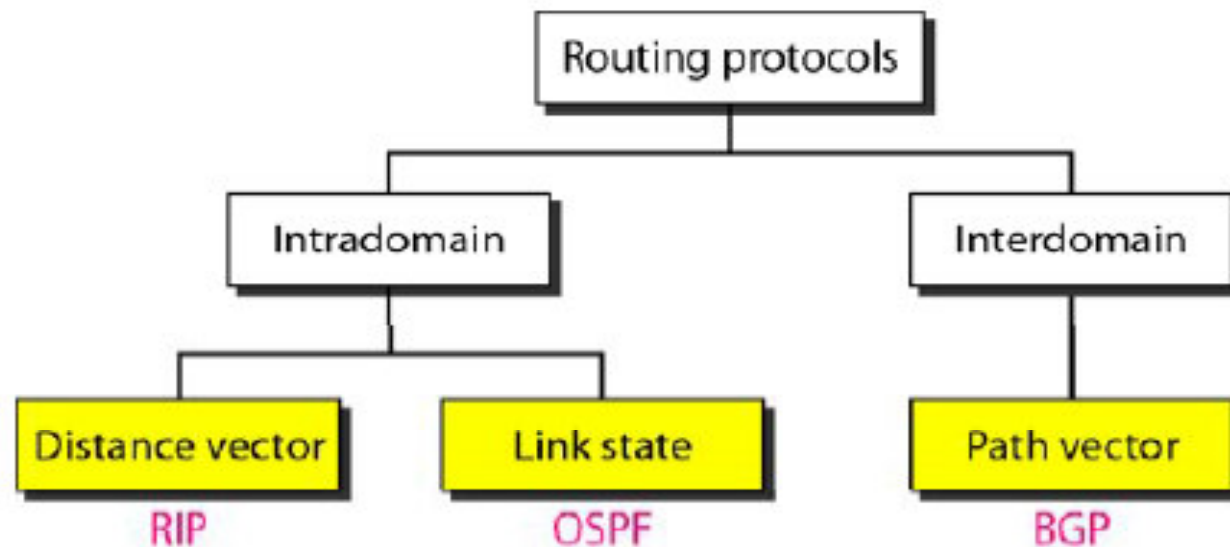 Routing protocols
Intradomain
Interdomain
Distance vector
Link state
Path vector
RIP
OSPF
BGP